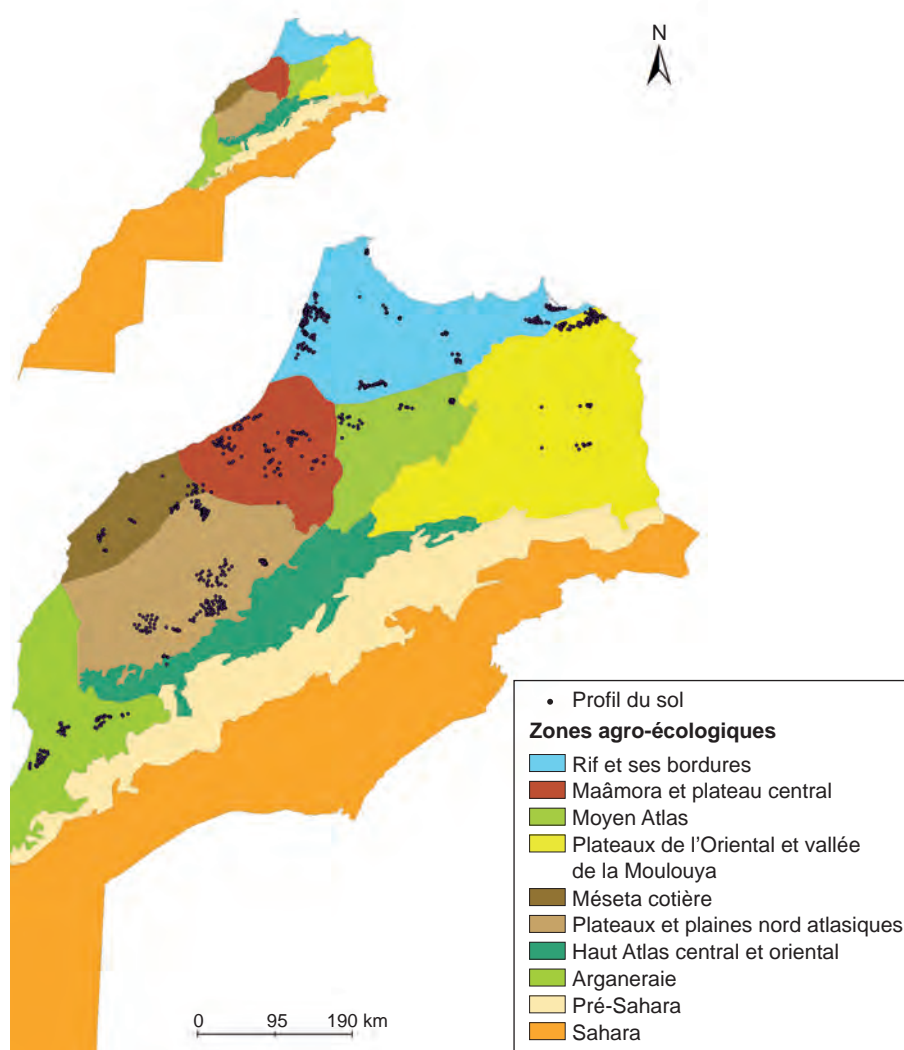 N
• Profil du sol
Zones agro-écologiques
Rif et ses bordures
Maâmora et plateau central
Moyen Atlas
Plateaux de l'Oriental et vallée
de la Moulouya
Méseta cotière
Plateaux et plaines nord atlasiques
Haut Atlas central et oriental
Arganeraie
Pré-Sahara
Sahara
0 95 190 km